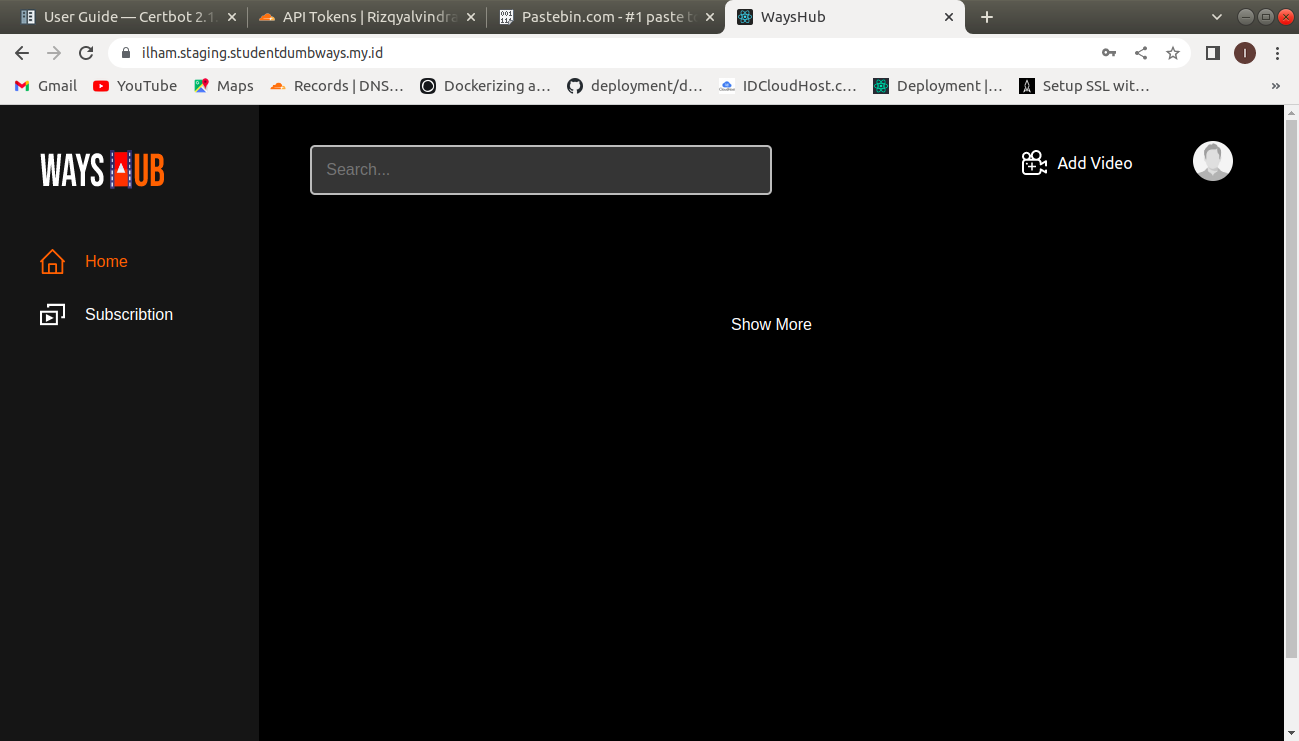 User Guide — Certbot 2.1.
API Tokens | Rizqyalvindra
Pastebin.com - #1 paste to
WaysHub
ilham.staging.studentdumbways.my.id
I
Gmail
YouTube
Maps
Records | DNS...
Dockerizing a...
deployment/d...
IDCloudHost.c...
Deployment |...
Setup SSL wit...
»
WAYS HUB
Search...
Add Video
Home
Subscribtion
Show More